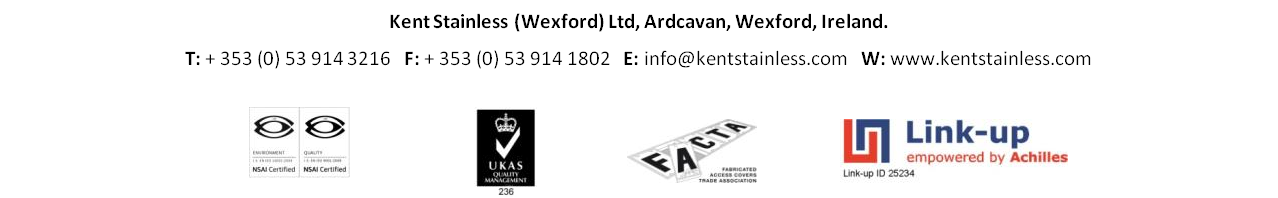 Kent Stainless (Wexford) Ltd, Ardcavan, Wexford, Ireland.
T: + 353 (0) 53 914 3216 F: + 353 (0) 53 914 1802 E: info@kentstainless.com W: www.kentstainless.com
ENVIRONMENT QUALITY
NSAI Certified NSAI Certified
UKAS
QUALITY
MANAGEMENT
236
FACTA
FABRICATED
ACCESS COVERS
TRADE ASSOCIATION
Link-up
empowered by Achilles
Link-up ID 25234